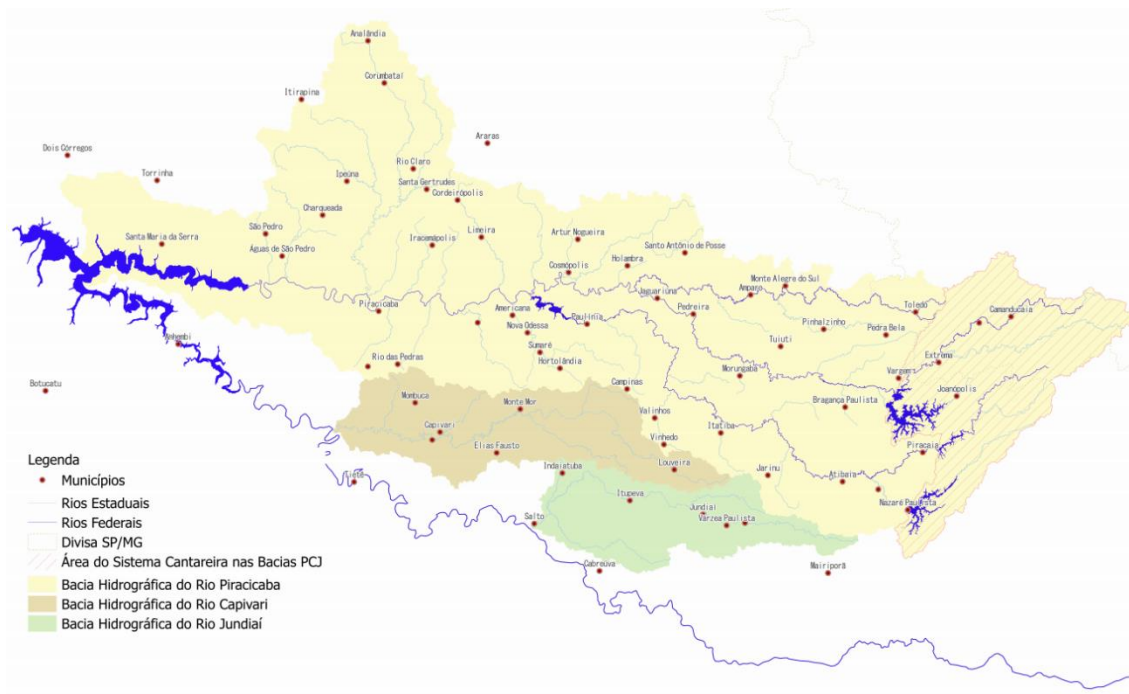 Analândia
Corumbataí
Itirapina
Araras
Dois Córregos
Torrinha
Rio Claro
Ipeúna
Santa Gertrudes
Cordeirópolis
Charqueada
São Pedro
Santa Maria da Serra
Águas de São Pedro
Iracemápolis
Limeira
Artur Nogueira
Santo Antônio de Posse
Cosmópolis
Holambra
Monte Alegre do Sul
Amparo
Jaguariúna
Pedreira
Toledo
Camanducaia
Piracicaba
Americana
Nova Odessa
Paulínia
Pinhalzinho
Pedra Bela
Sumaré
Tuiuti
Anhembi
Rio das Pedras
Hortolândia
Extrema
Vargem
Morungaba
Botucatu
Campinas
Joanópolis
Mombuca
Monte Mor
Valinhos
Bragança Paulista
Capivari
Vinhedo
Itatiba
Elias Fausto
Piracaia
Louveira
Indaiatuba
Jarinu
Atibaia
Tietê
Itupeva
Nazaré Paulista
Jundiaí
Salto
Várzea Paulista
Cabreúva
Mairiporã
Legenda
Municípios
Rios Estaduais
Rios Federais
Divisa SP/MG
Área do Sistema Cantareira nas Bacias PCJ
Bacia Hidrográfica do Rio Piracicaba
Bacia Hidrográfica do Rio Capivari
Bacia Hidrográfica do Rio Jundiaí